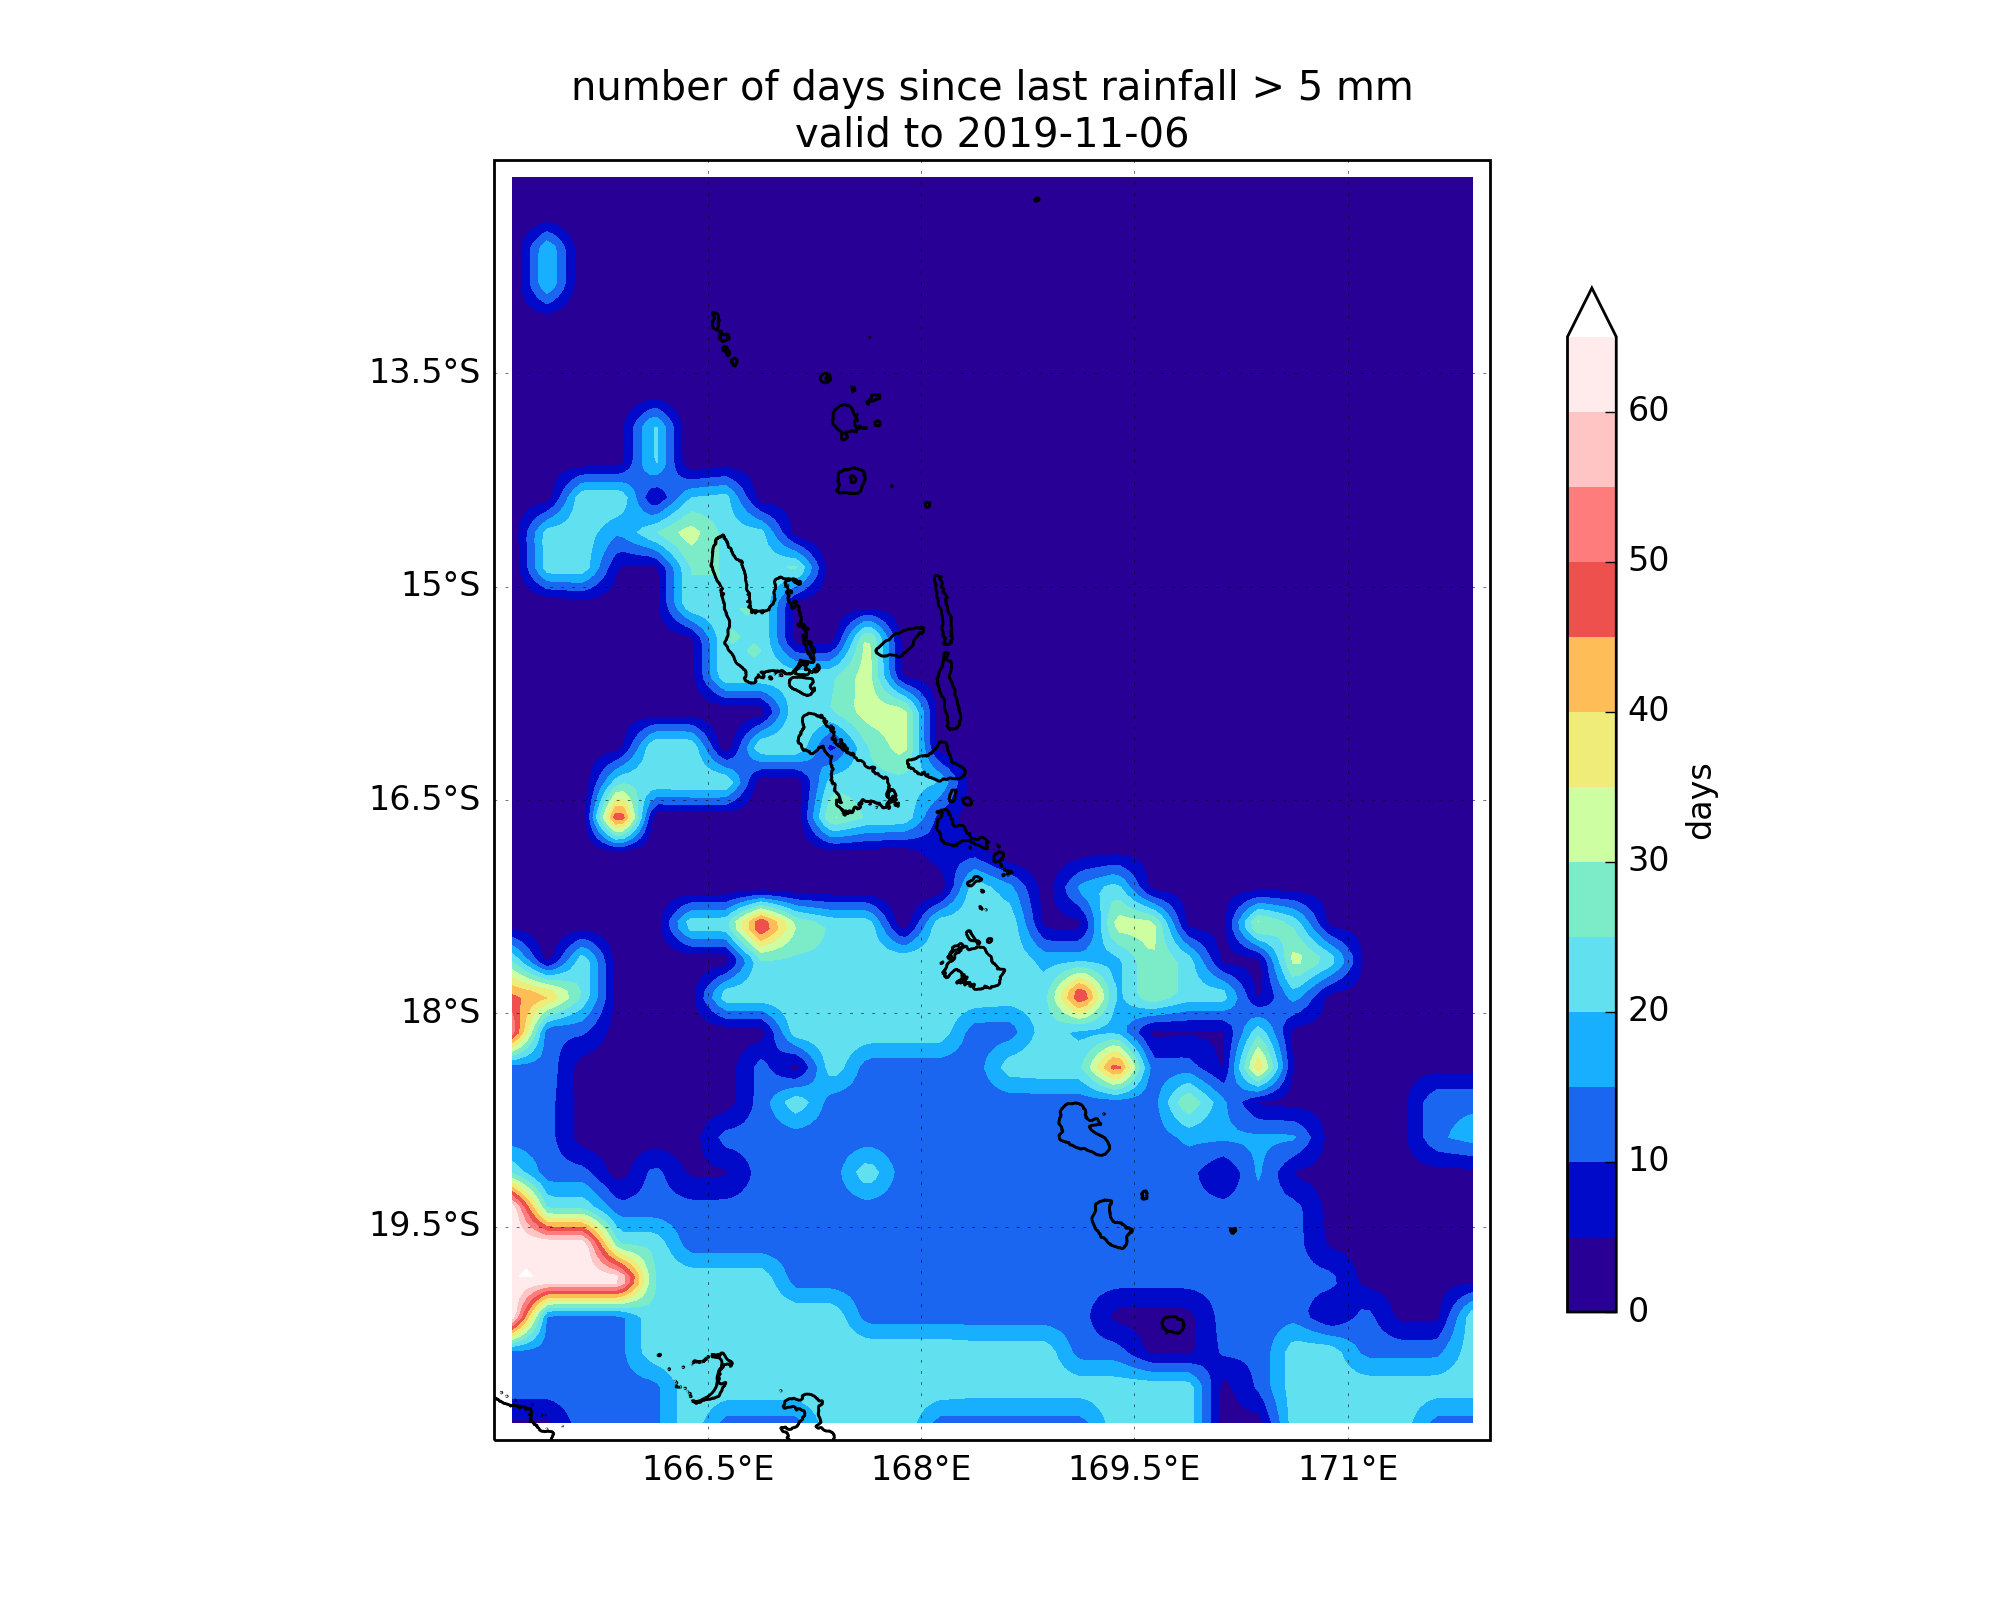 number of days since last rainfall > 5 mm
valid to 2019-11-06
13.5°S
15°S
16.5°S
18°S
19.5°S
166.5°E
168°E
169.5°E
171°E
60
50
40
30
20
10
0
days